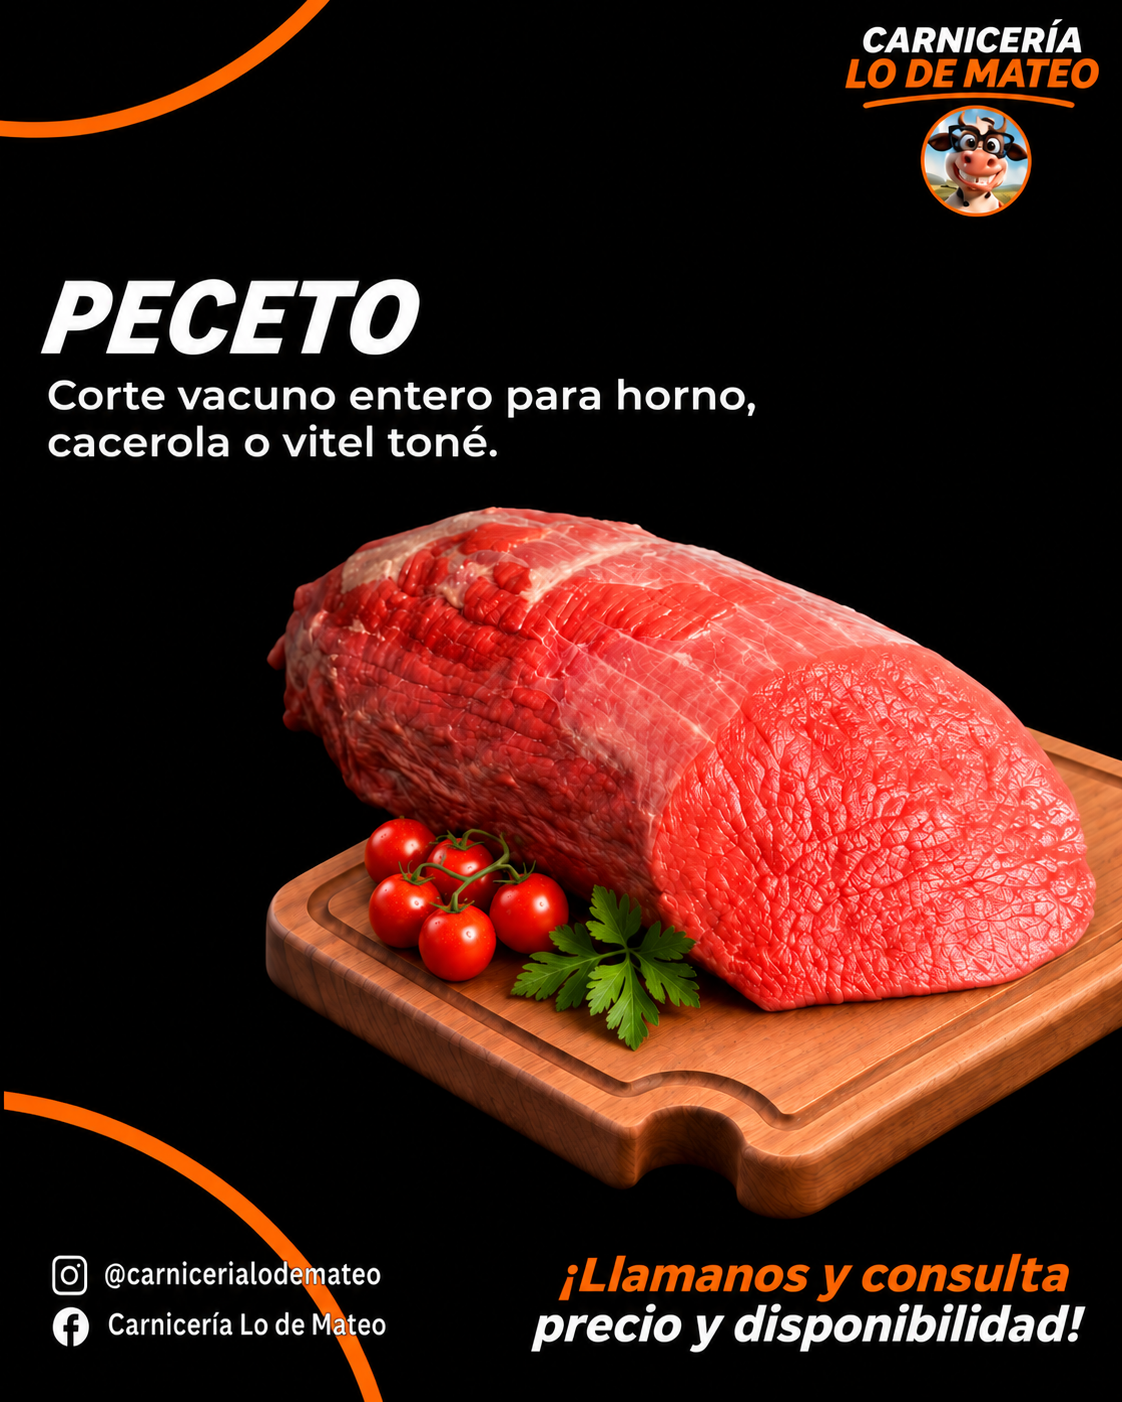 CARNICERÍA
LO DE MATEO
PECETO
Corte vacuno entero para horno,
cacerola o vitel toné.
@carnicerialodemateo
Carnicería Lo de Mateo
¡Llamanos y consulta
precio y disponibilidad!